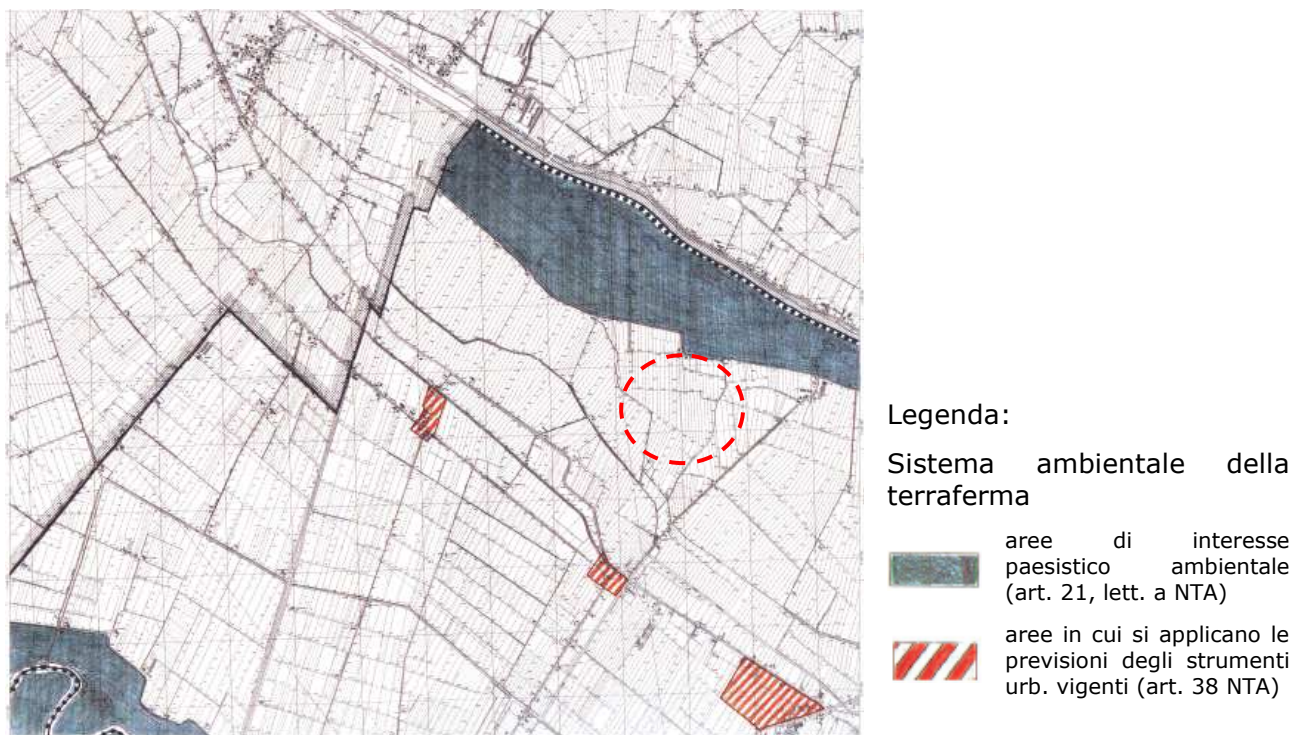 Legenda:
Sistema ambientale della
terraferma
aree di interesse
paesistico ambientale
(art. 21, lett. a NTA)
aree in cui si applicano le
previsioni degli strumenti
urb. vigenti (art. 38 NTA)